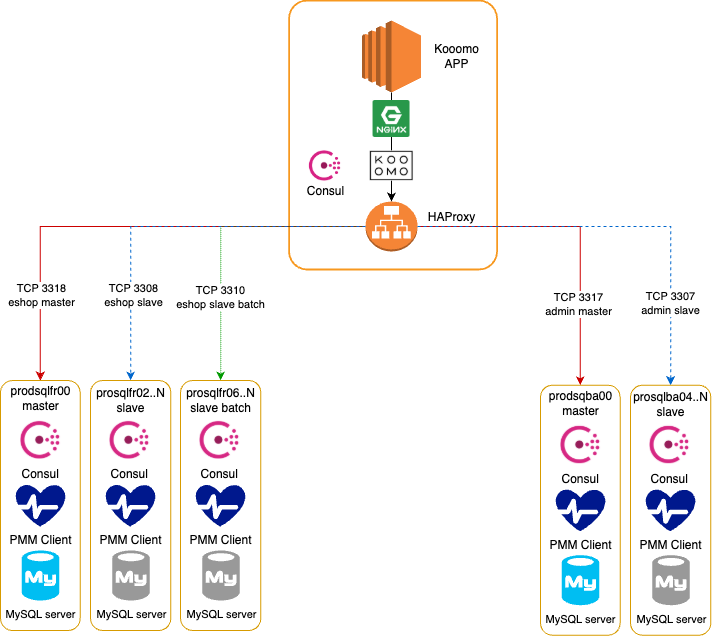 Kooomo
APP
NGiNX
KOO
OMO
Consul
HAProxy
TCP 3318
eshop master
TCP 3308
eshop slave
TCP 3310
eshop slave batch
TCP 3317
admin master
TCP 3307
admin slave
prodsqlfr00
master
Consul
PMM Client
My
MySQL server
prosqlfr02..N
slave
Consul
PMM Client
My
MySQL server
prosqlfr06..N
slave batch
Consul
PMM Client
My
MySQL server
prodsqba00
master
Consul
PMM Client
My
MySQL server
prosqlba04..N
slave
Consul
PMM Client
My
MySQL server